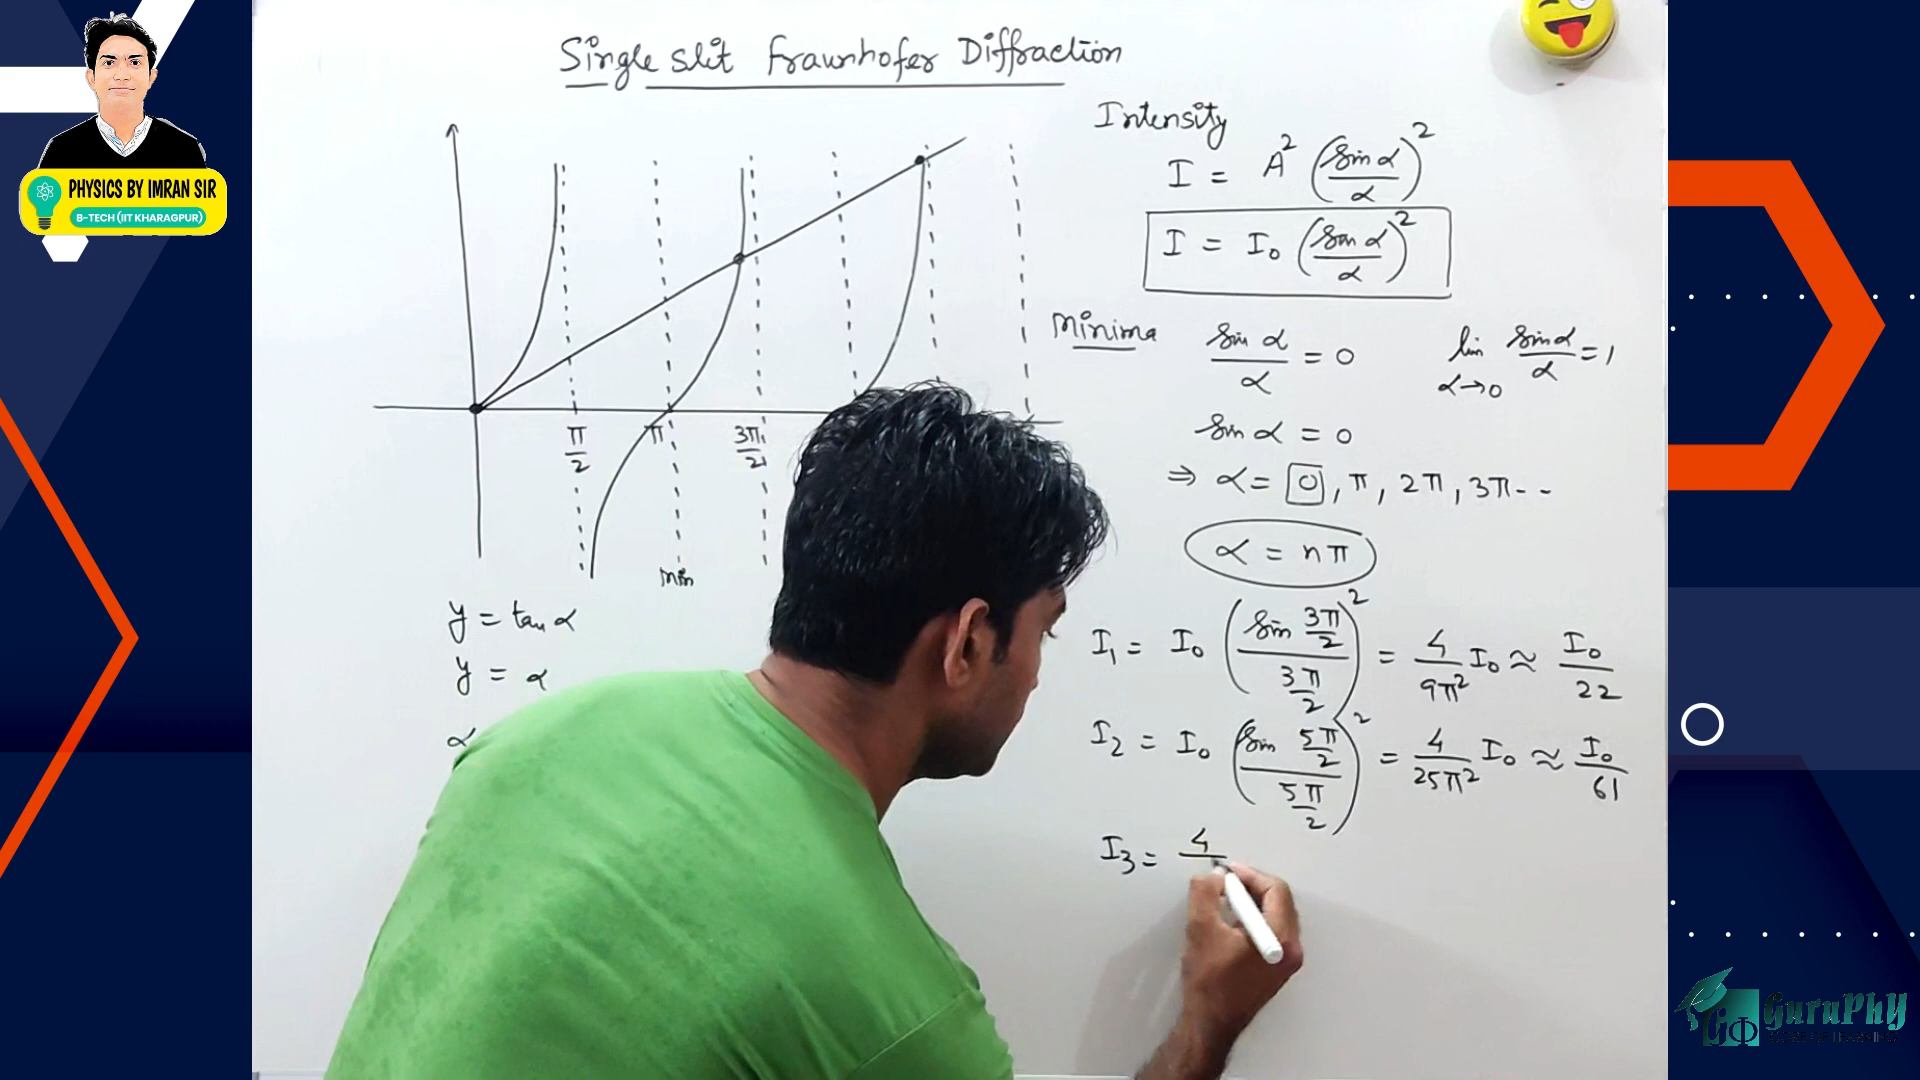 PHYSICS BY IMRAN SIR
B-TECH (IIT KHARAGPUR)
Single slit Fraunhofer Diffraction
π/2
π
3π/2
min
y = tan α
y = α
α
Intensity
I = A² (sin α/α)²
I = I₀ (sin α/α)²
Minima
sin α/α = 0
lim α→0 sin α/α = 1
sin α = 0
⇒ α = 0, π, 2π, 3π--
α = nπ
I₁ = I₀ (sin 3π/2 / 3π/2)² = 4/9π² I₀ ≈ I₀/22
I₂ = I₀ (sin 5π/2 / 5π/2)² = 4/25π² I₀ ≈ I₀/61
I₃ = 4
GuruPhy